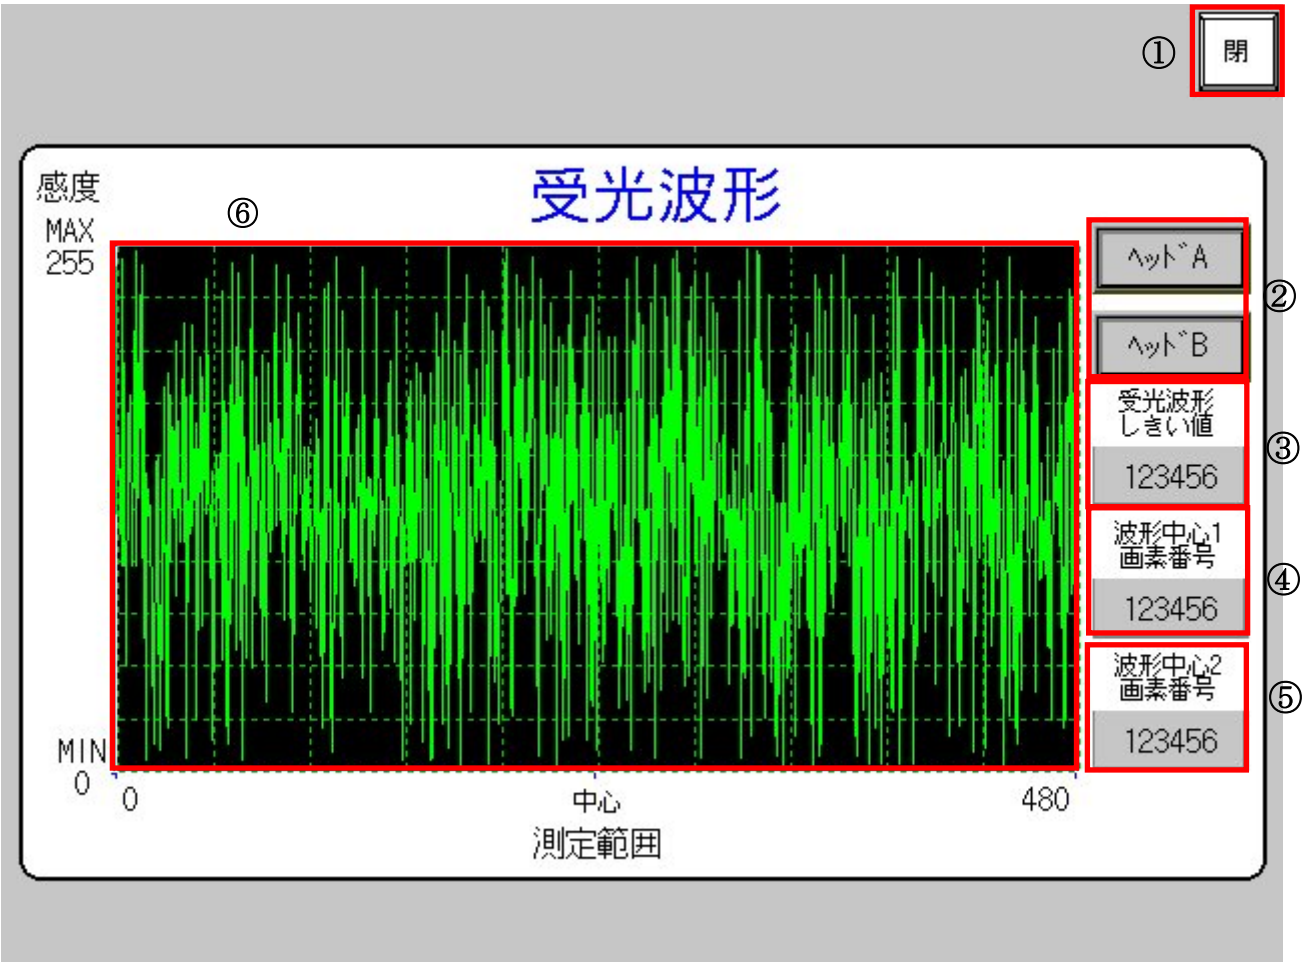 ①
閉
感度
受光波形
⑥
MAX
255
ﾍｯﾄﾞA
②
ﾍｯﾄﾞB
受光波形
しきい値
③
123456
波形中心1
画素番号
④
123456
波形中心2
画素番号
⑤
123456
MIN
0
0
中心
480
測定範囲